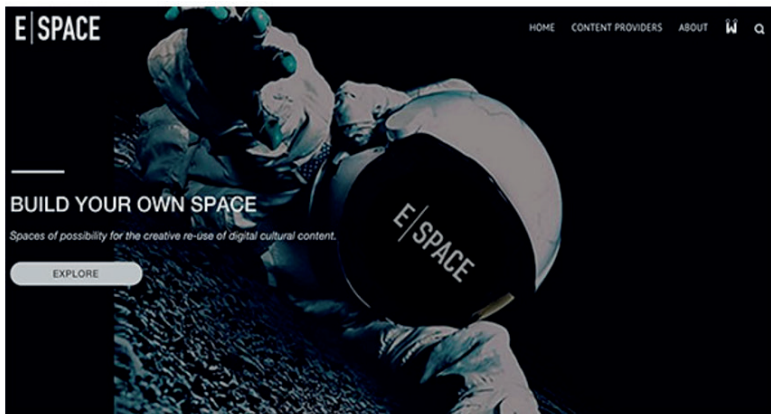 E|SPACE
HOME CONTENT PROVIDERS ABOUT
BUILD YOUR OWN SPACE
Spaces of possibility for the creative re-use of digital cultural content.
E|SPACE
EXPLORE